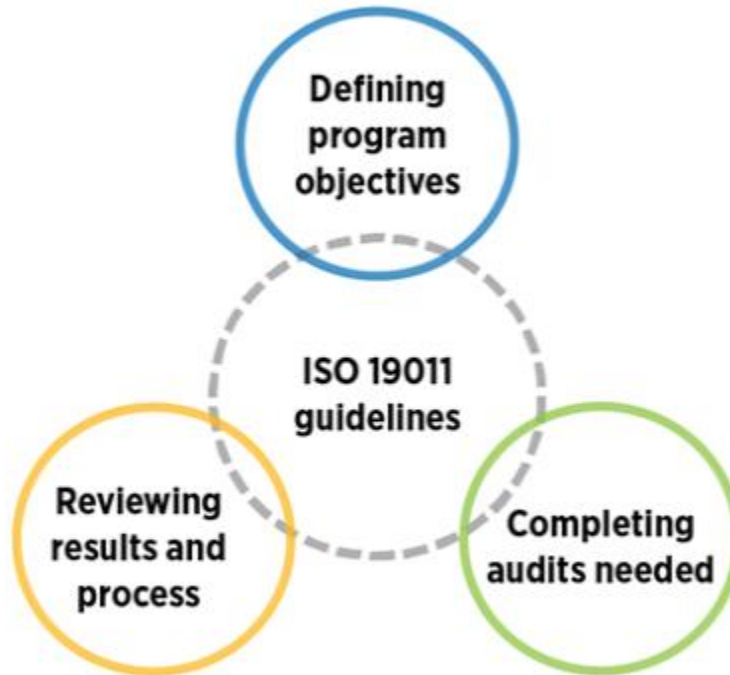 Defining
program
objectives
ISO 19011
guidelines
Reviewing
results and
process
Completing
audits needed